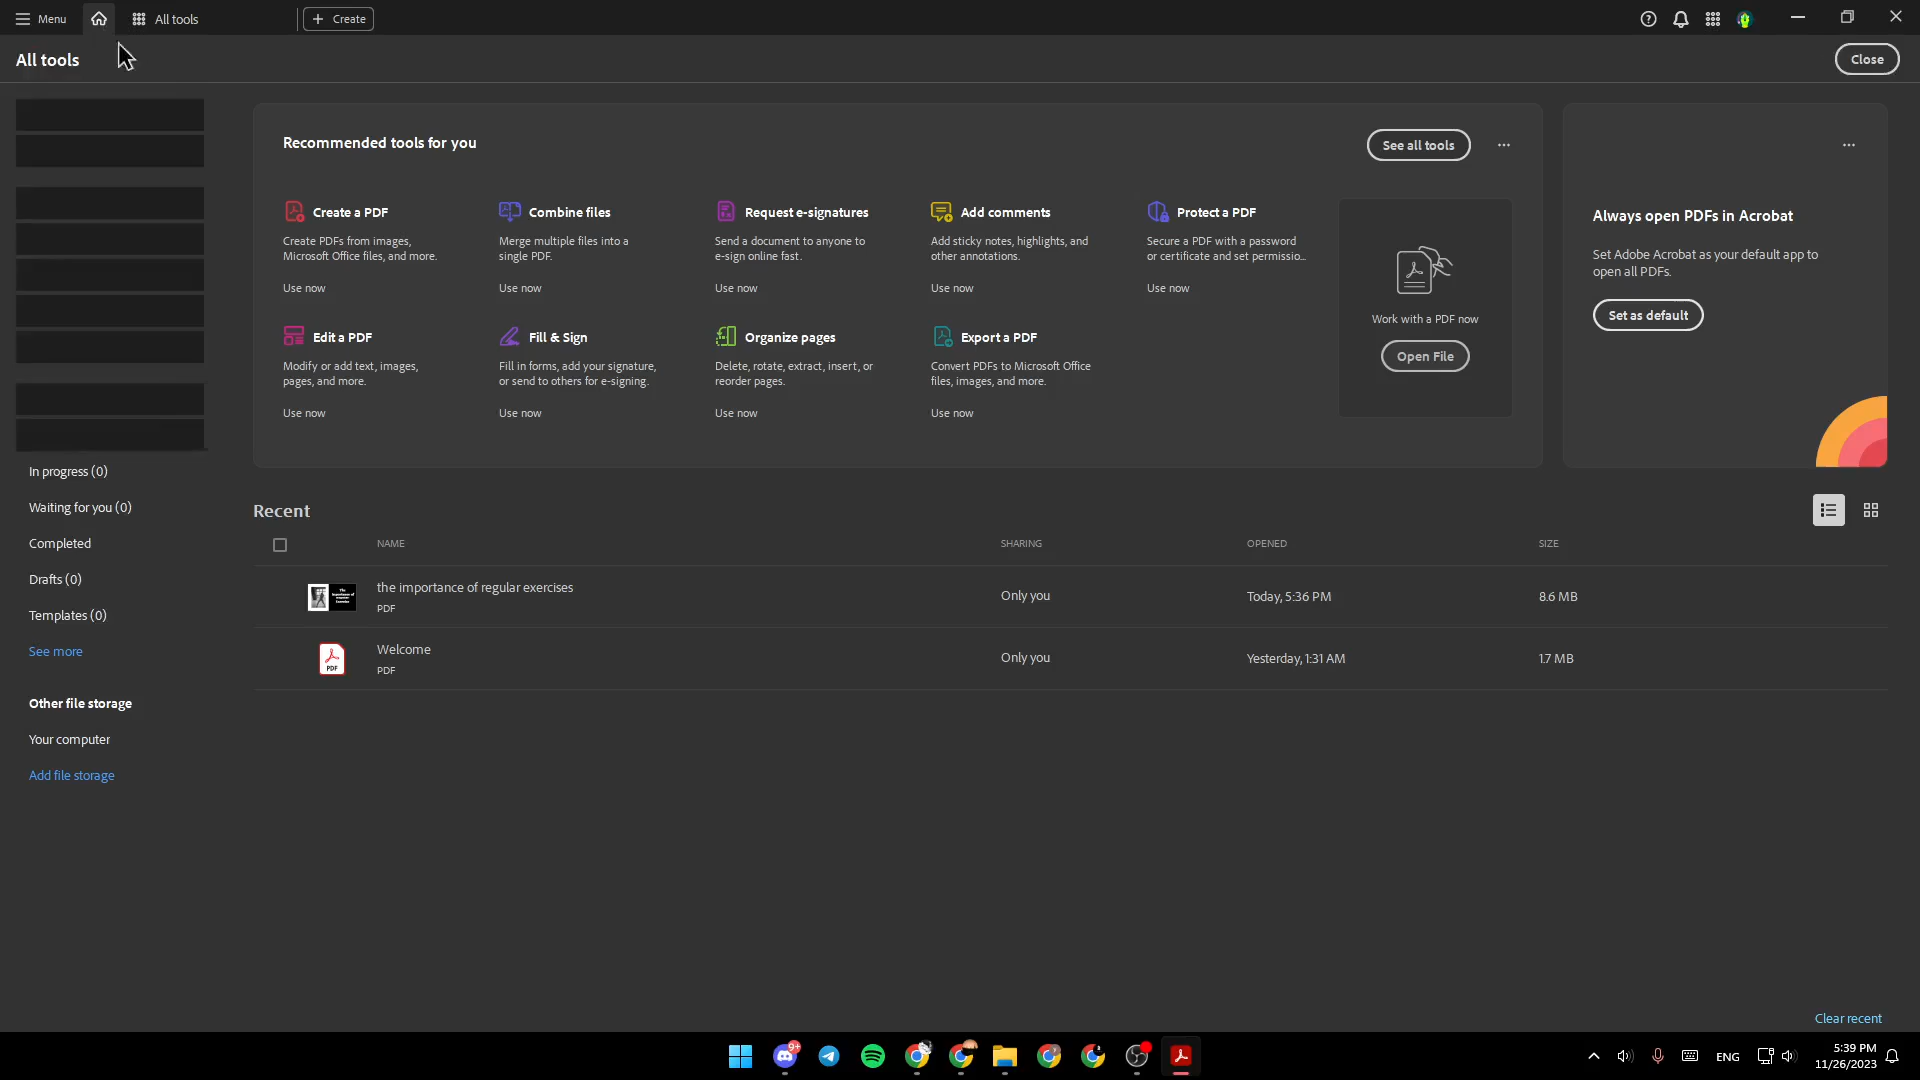 Menu
All tools
Create
All tools
Close
Recommended tools for you
See all tools
Create a PDF
Create PDFs from images,
Microsoft Office files, and more.
Use now
Combine files
Merge multiple files into a
single PDF.
Use now
Request e-signatures
Send a document to anyone to
e-sign online fast.
Use now
Add comments
Add sticky notes, highlights, and
other annotations.
Use now
Protect a PDF
Secure a PDF with a password
or certificate and set permissio...
Use now
Edit a PDF
Modify or add text, images,
pages, and more.
Use now
Fill & Sign
Fill in forms, add your signature,
or send to others for e-signing.
Use now
Organize pages
Delete, rotate, extract, insert, or
reorder pages.
Use now
Export a PDF
Convert PDFs to Microsoft Office
files, images, and more.
Use now
Work with a PDF now
Open File
Always open PDFs in Acrobat
Set Adobe Acrobat as your default app to
open all PDFs.
Set as default
In progress (0)
Waiting for you (0)
Completed
Drafts (0)
Templates (0)
See more
Other file storage
Your computer
Add file storage
Recent
NAME SHARING OPENED SIZE
the importance of regular exercises
PDF
Only you
Today, 5:36 PM
8.6 MB
Welcome
PDF
Only you
Yesterday, 1:31 AM
1.7 MB
Clear recent
9+
ENG
5:39 PM
11/26/2023